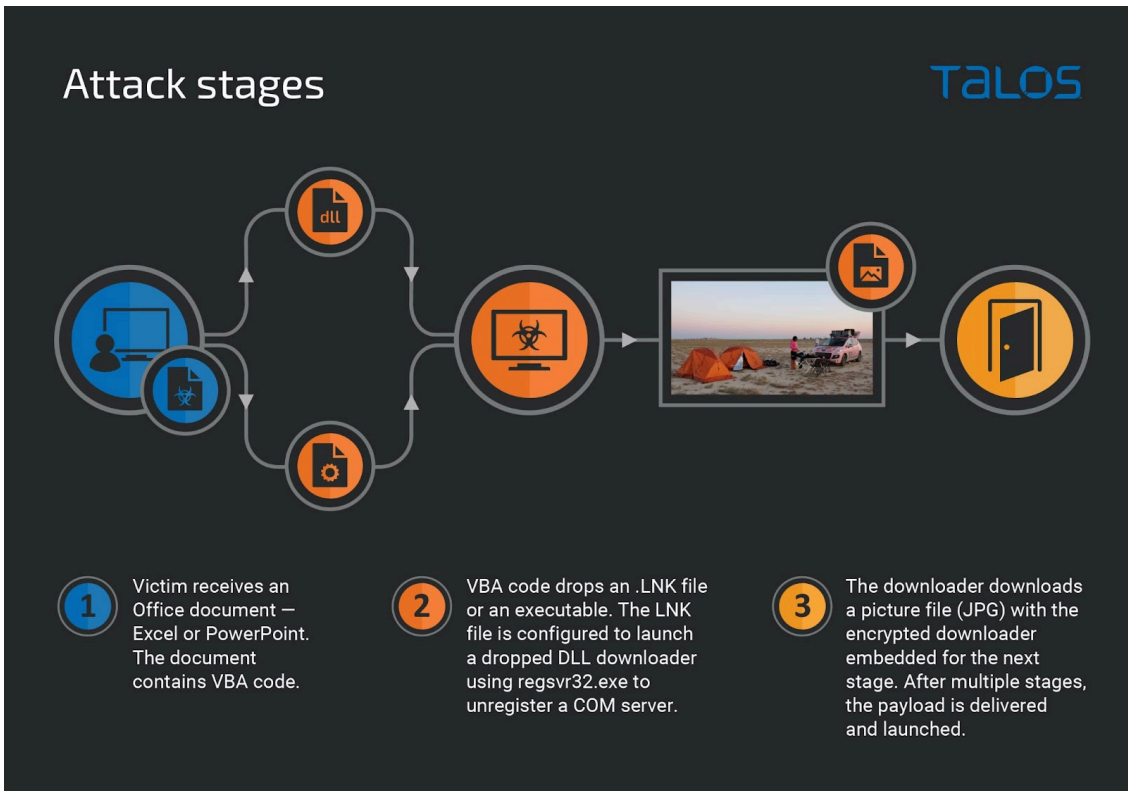 Attack stages
TALOS
dll
1
Victim receives an
Office document —
Excel or PowerPoint.
The document
contains VBA code.
2
VBA code drops an .LNK file
or an executable. The LNK
file is configured to launch
a dropped DLL downloader
using regsvr32.exe to
unregister a COM server.
3
The downloader downloads
a picture file (JPG) with the
encrypted downloader
embedded for the next
stage. After multiple stages,
the payload is delivered
and launched.